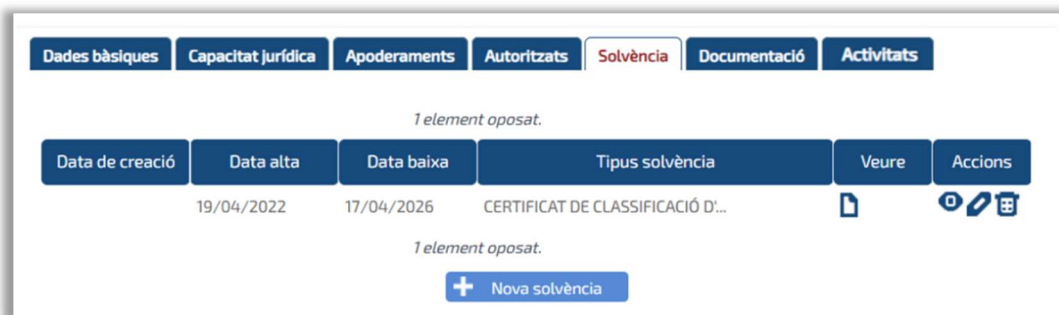 Dades bàsiques Capacitat jurídica Apoderaments Autoritzats Solvència Documentació Activitats
1 element oposat.
Data de creació Data alta Data baixa Tipus solvència Veure Accions
19/04/2022 17/04/2026 CERTIFICAT DE CLASSIFICACIÓ D'...
1 element oposat.
Nova solvència